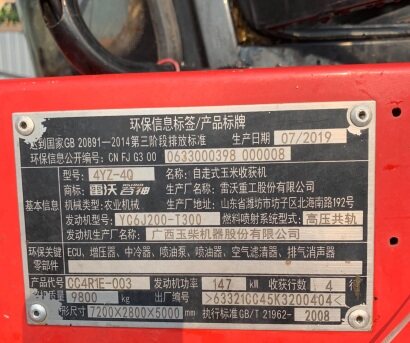 环保信息标签/产品标牌
达到国家GB 20891-2014第三阶段排放标准 生产日期 07/2019
环保信息公开编号: CN FJ G3 00 0633000398 000008
基本信息
型号: 4YZ-4Q 名称: 自走式玉米收获机
商标: 雷沃 谷神 制造商: 雷沃重工股份有限公司
机械类型: 农业机械 厂址: 山东省潍坊市坊子区北海南路192号
发动机型号: YC6J200-T300 燃料喷射系统型式: 高压共轨
发动机生产厂: 广西玉柴机器股份有限公司
环保关键零部件
ECU, 增压器、中冷器、喷油泵、喷油器、空气滤清器、排气消声器
产品代号 CC4R1E-003 发动机功率 147 kW 收获行数 4 行
9800 kg 出厂编号 >63321CC45K3200404<
形尺寸 7200X2800X5000 mm 执行标准 GB/T 21962- 2008